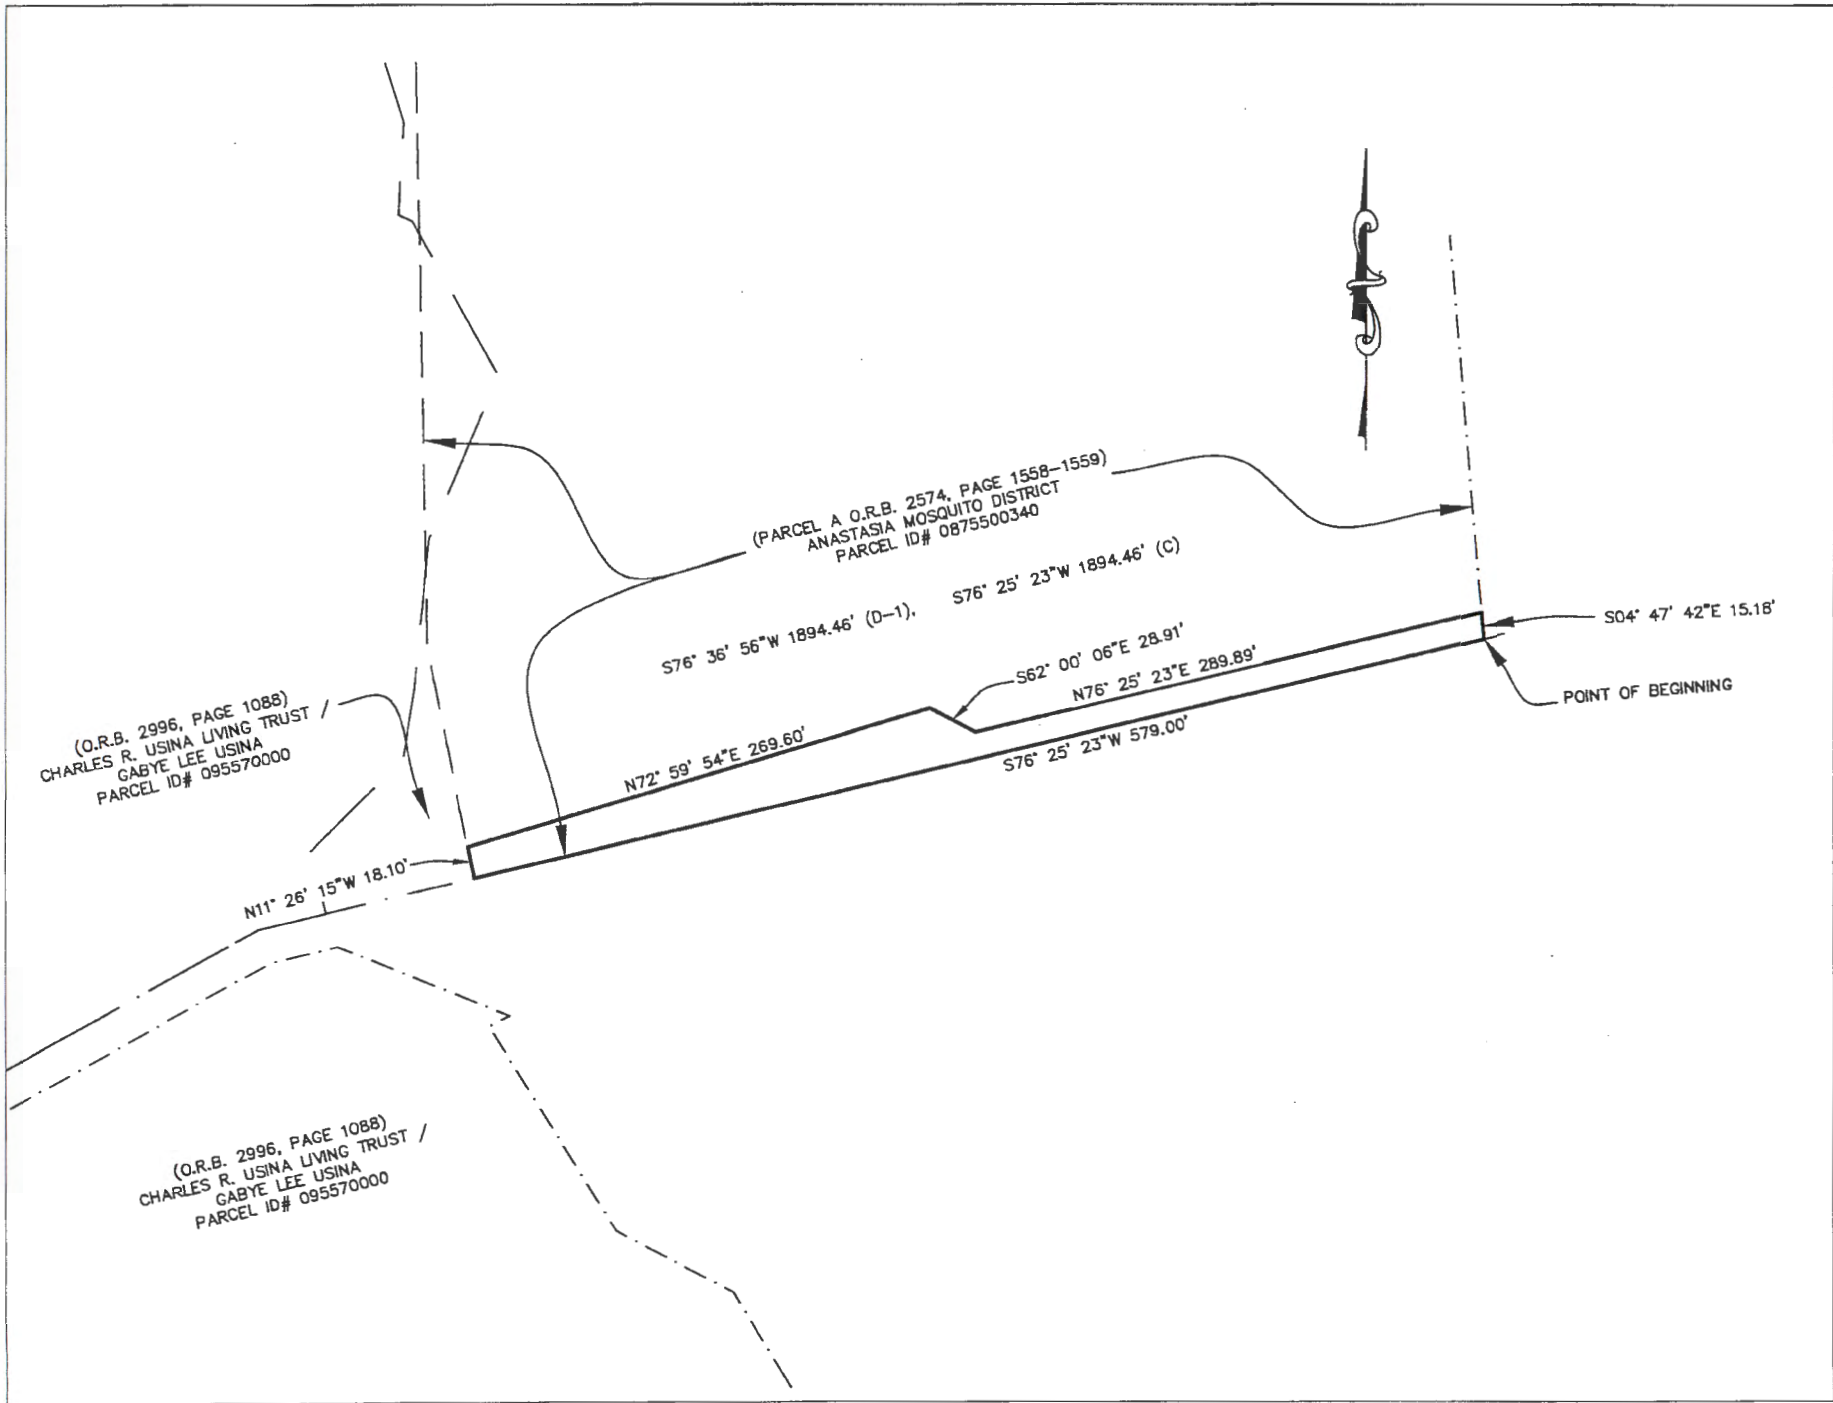 (PARCEL A O.R.B. 2574, PAGE 1558-1559)
ANASTASIA MOSQUITO DISTRICT
PARCEL ID# 0875500340
S76° 36' 56"W 1894.46' (D-1),
S76° 25' 23"W 1894.46' (C)
S04° 47' 42"E 15.18'
S62° 00' 06"E 28.91'
N76° 25' 23"E 289.89'
POINT OF BEGINNING
(O.R.B. 2996, PAGE 1088)
CHARLES R. USINA LIVING TRUST /
GABYE LEE USINA
PARCEL ID# 095570000
N72° 59' 54"E 269.60'
S76° 25' 23"W 579.00'
N11° 26' 15"W 18.10'
(O.R.B. 2996, PAGE 1088)
CHARLES R. USINA LIVING TRUST /
GABYE LEE USINA
PARCEL ID# 095570000